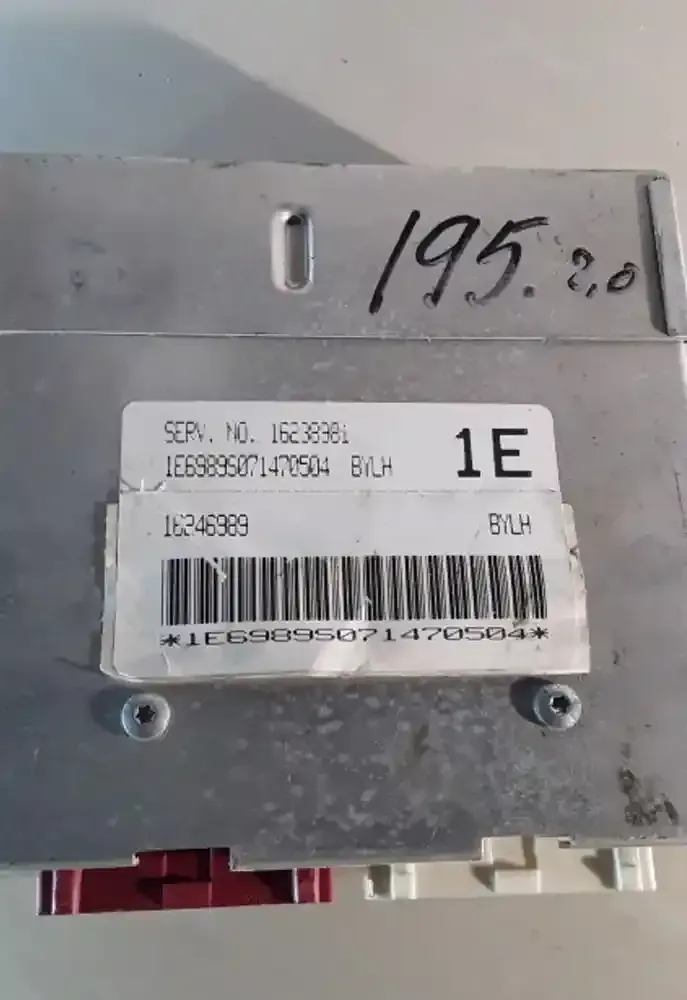 195. 2,0
SERV. NO. 16238981
1E6989S071470504 BYLH
1E
16246989
BYLH
*1E6989S071470504*